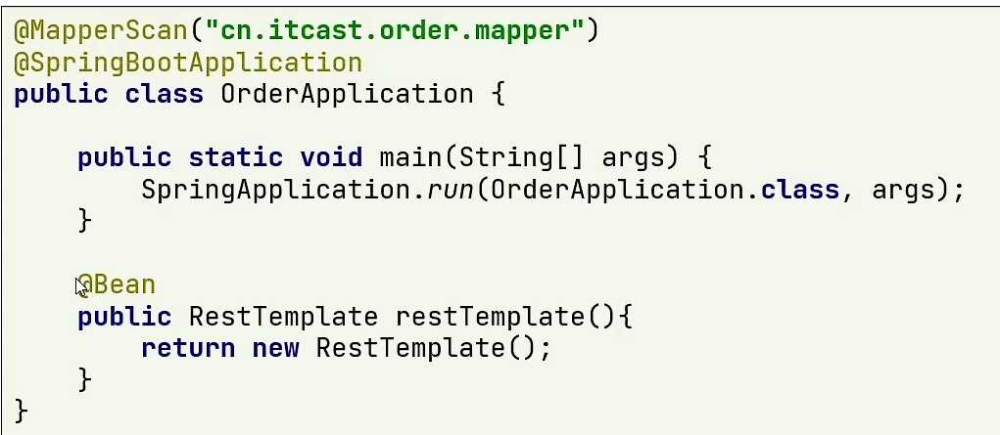 @MapperScan("cn.itcast.order.mapper")
@SpringBootApplication
public class OrderApplication {
    public static void main(String[] args) {
        SpringApplication.run(OrderApplication.class, args);
    }
    @Bean
    public RestTemplate restTemplate(){
        return new RestTemplate();
    }
}